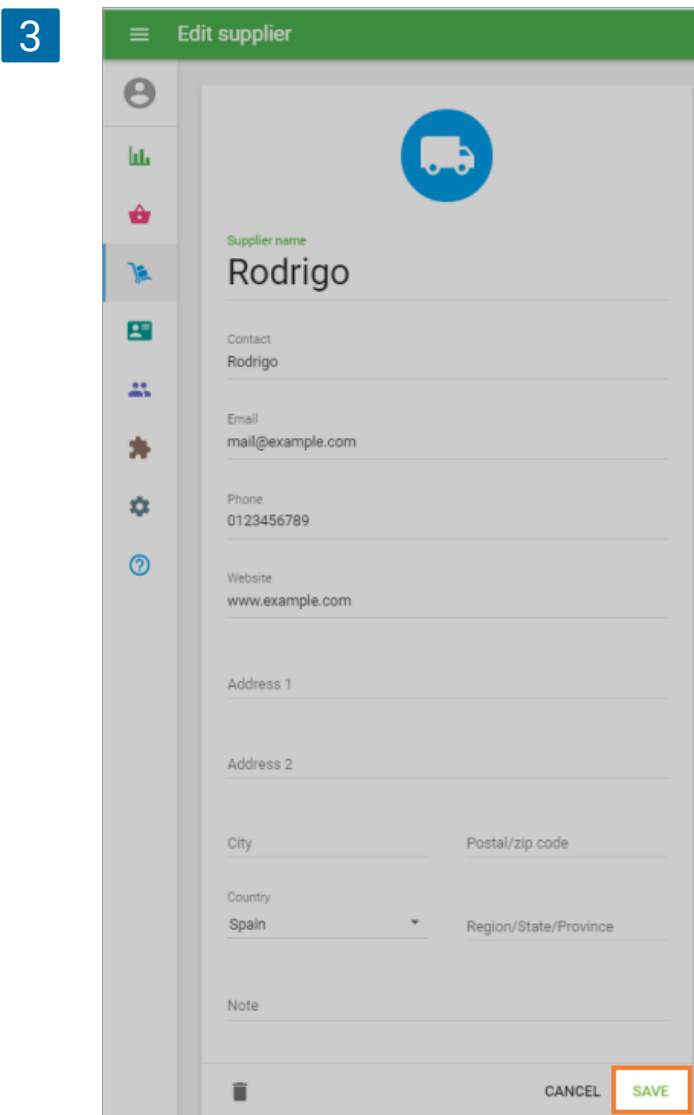 3
Edit supplier
Supplier name
Rodrigo
Contact
Rodrigo
Email
mail@example.com
Phone
0123456789
Website
www.example.com
Address 1
Address 2
City Postal/zip code
Country
Spain
Region/State/Province
Note
CANCEL SAVE